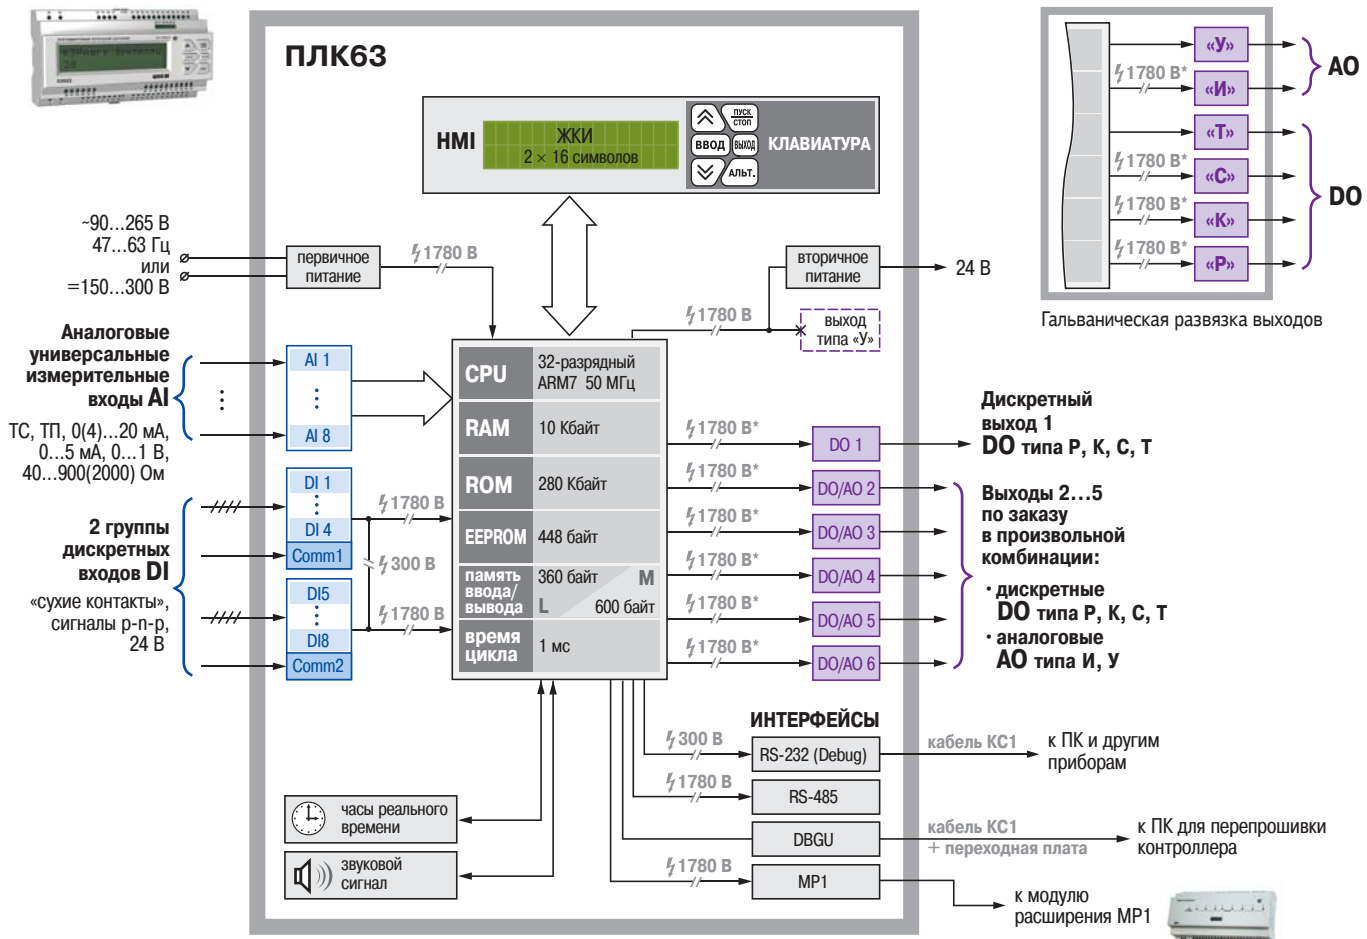 ПЛК63
HMI
ЖКИ
2 × 16 символов
ПУСК
СТОП
ВВОД
ВЫХОД
АЛЬТ.
КЛАВИАТУРА
~90...265 В
47...63 Гц
или
=150...300 В
первичное
питание
1780 В
вторичное
питание
24 В
1780 В
выход
типа «У»
Аналоговые
универсальные
измерительные
входы AI
ТС, ТП, 0(4)...20 мА,
0...5 мА, 0...1 В,
40...900(2000) Ом
AI 1
AI 8
2 группы
дискретных
входов DI
«сухие контакты»,
сигналы p-n-p,
24 В
DI 1
DI 4
Comm1
DI5
DI8
Comm2
1780 В
300 В
1780 В
CPU
32-разрядный
ARM7 50 МГц
RAM
10 Кбайт
ROM
280 Кбайт
EEPROM
448 байт
память
ввода/
вывода
360 байт
M
L
600 байт
время
цикла
1 мс
1780 В*
DO 1
1780 В*
DO/AO 2
1780 В*
DO/AO 3
1780 В*
DO/AO 4
1780 В*
DO/AO 5
1780 В*
DO/AO 6
Дискретный
выход 1
DO типа Р, К, С, Т
Выходы 2...5
по заказу
в произвольной
комбинации:
· дискретные
DO типа Р, К, С, Т
· аналоговые
АО типа И, У
ИНТЕРФЕЙСЫ
300 В
RS-232 (Debug)
кабель КС1
к ПК и другим
приборам
1780 В
RS-485
DBGU
кабель КС1
+ переходная плата
к ПК для перепрошивки
контроллера
1780 В
МР1
к модулю
расширения МР1
часы реального
времени
звуковой
сигнал
«У»
1780 В*
«И»
АО
«Т»
1780 В*
«С»
1780 В*
«К»
1780 В*
«Р»
DO
Гальваническая развязка выходов